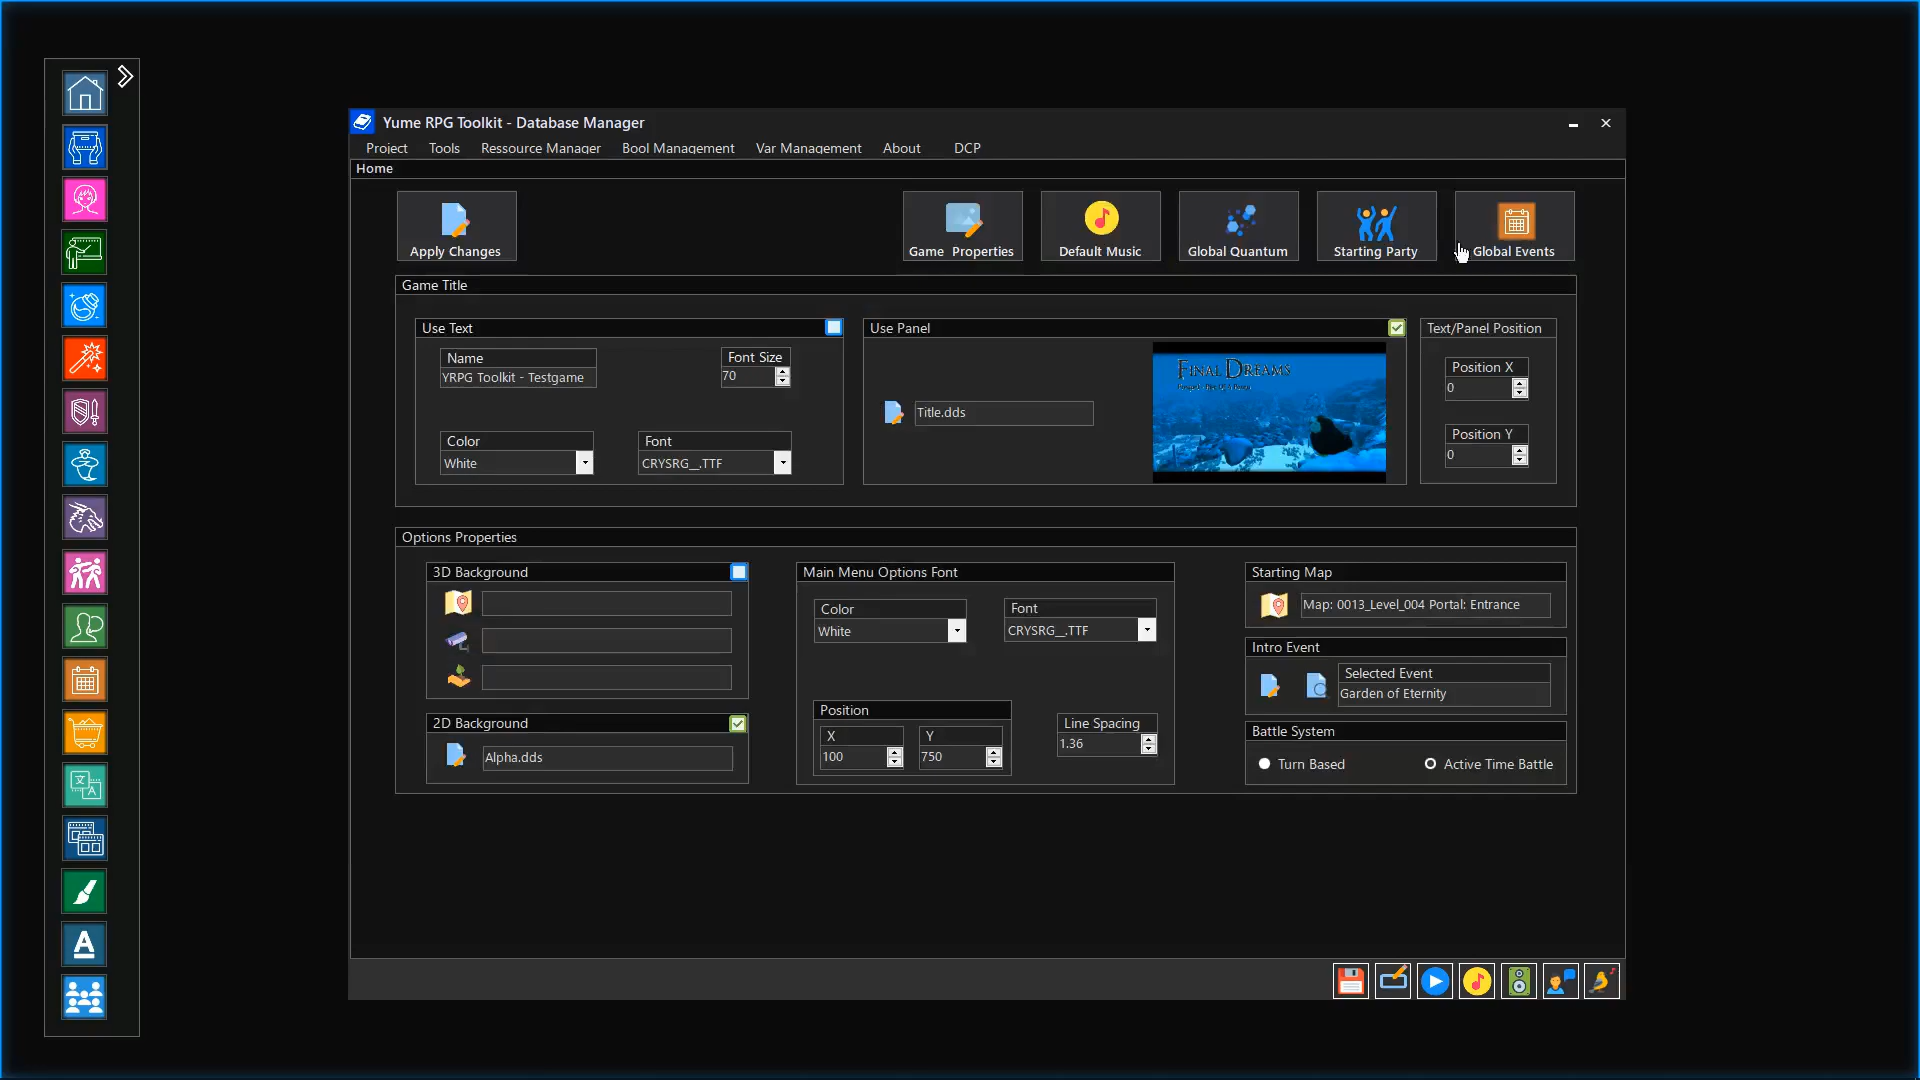 Yume RPG Toolkit - Database Manager
Project Tools Ressource Manager Bool Management Var Management About DCP
Home
Apply Changes
Game Properties
Default Music
Global Quantum
Starting Party
Global Events
Game Title
Use Text
Name
YRPG Toolkit - Testgame
Font Size
70
Color
White
Font
CRYSRG__.TTF
Use Panel
Title.dds
FINAL DREAMS
Text/Panel Position
Position X
0
Position Y
0
Options Properties
3D Background
2D Background
Alpha.dds
Main Menu Options Font
Color
White
Font
CRYSRG__.TTF
Position
X
100
Y
750
Line Spacing
1.36
Starting Map
Map: 0013_Level_004 Portal: Entrance
Intro Event
Selected Event
Garden of Eternity
Battle System
Turn Based
Active Time Battle